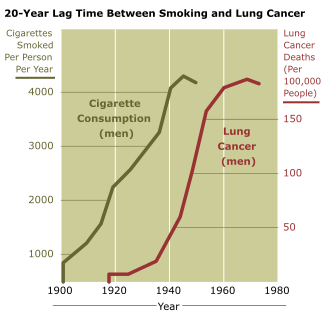 20-Year Lag Time Between Smoking and Lung Cancer
Cigarettes
Smoked
Per Person
Per Year
Lung
Cancer
Deaths
(Per
100,000
People)
4000
3000
2000
1000
Cigarette
Consumption
(men)
Lung
Cancer
(men)
150
100
50
1900
1920
1940
1960
1980
Year